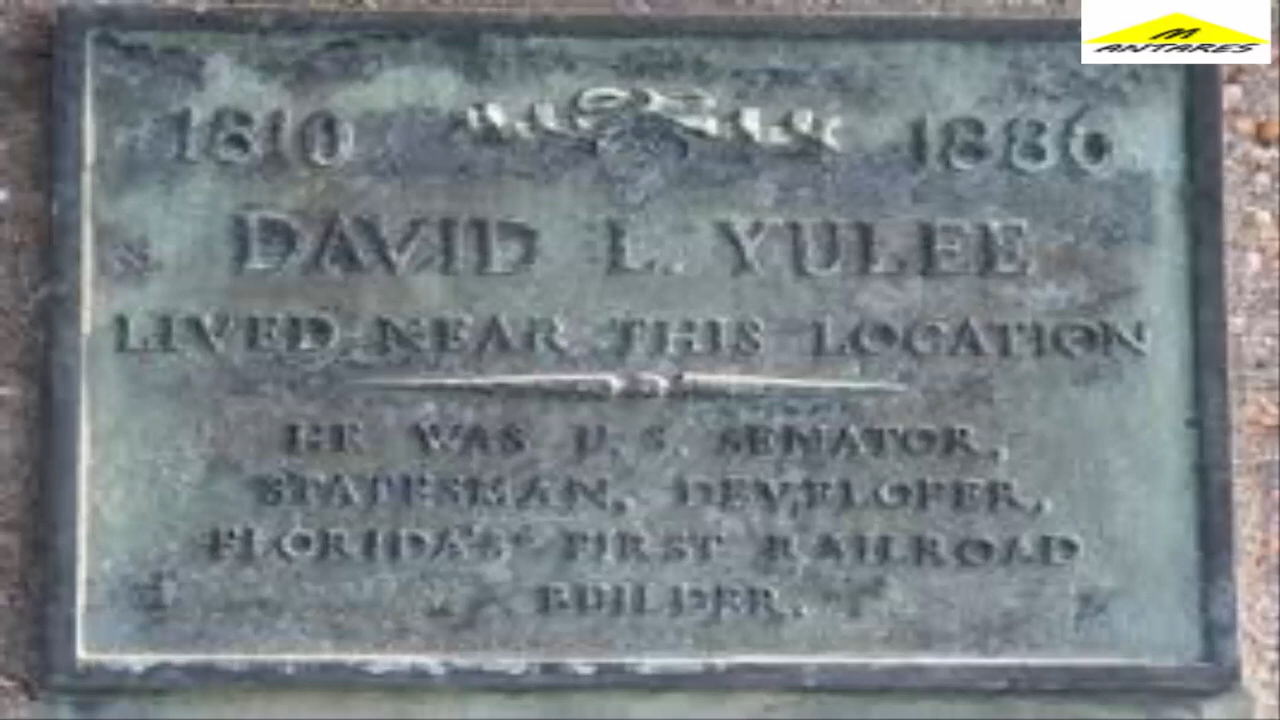 M
ANTARES
1810 1886
DAVID L. YULEE
LIVED NEAR THIS LOCATION
HE WAS U.S. SENATOR,
STATESMAN, DEVELOPER,
FLORIDA'S FIRST RAILROAD
BUILDER.